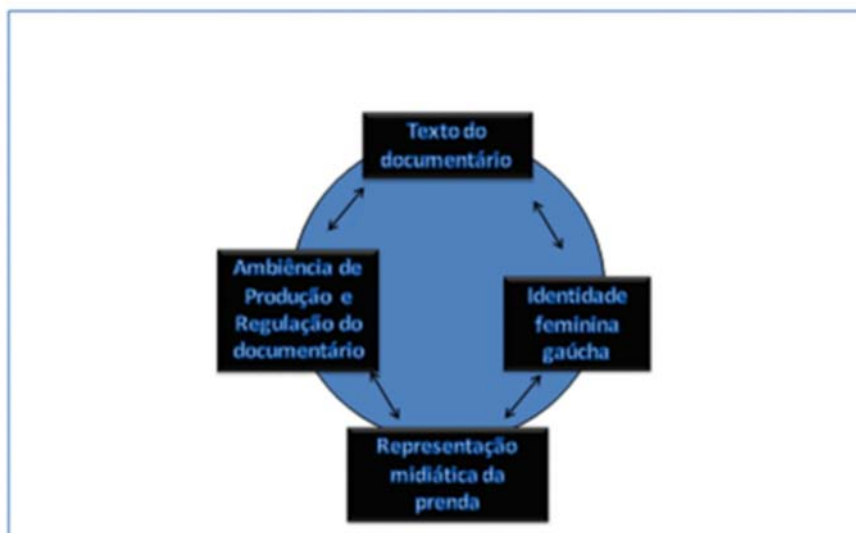 Texto do
documentário
Ambiência de
Produção e
Regulação do
documentário
Identidade
feminina
gaúcha
Representação
midiática da
prenda